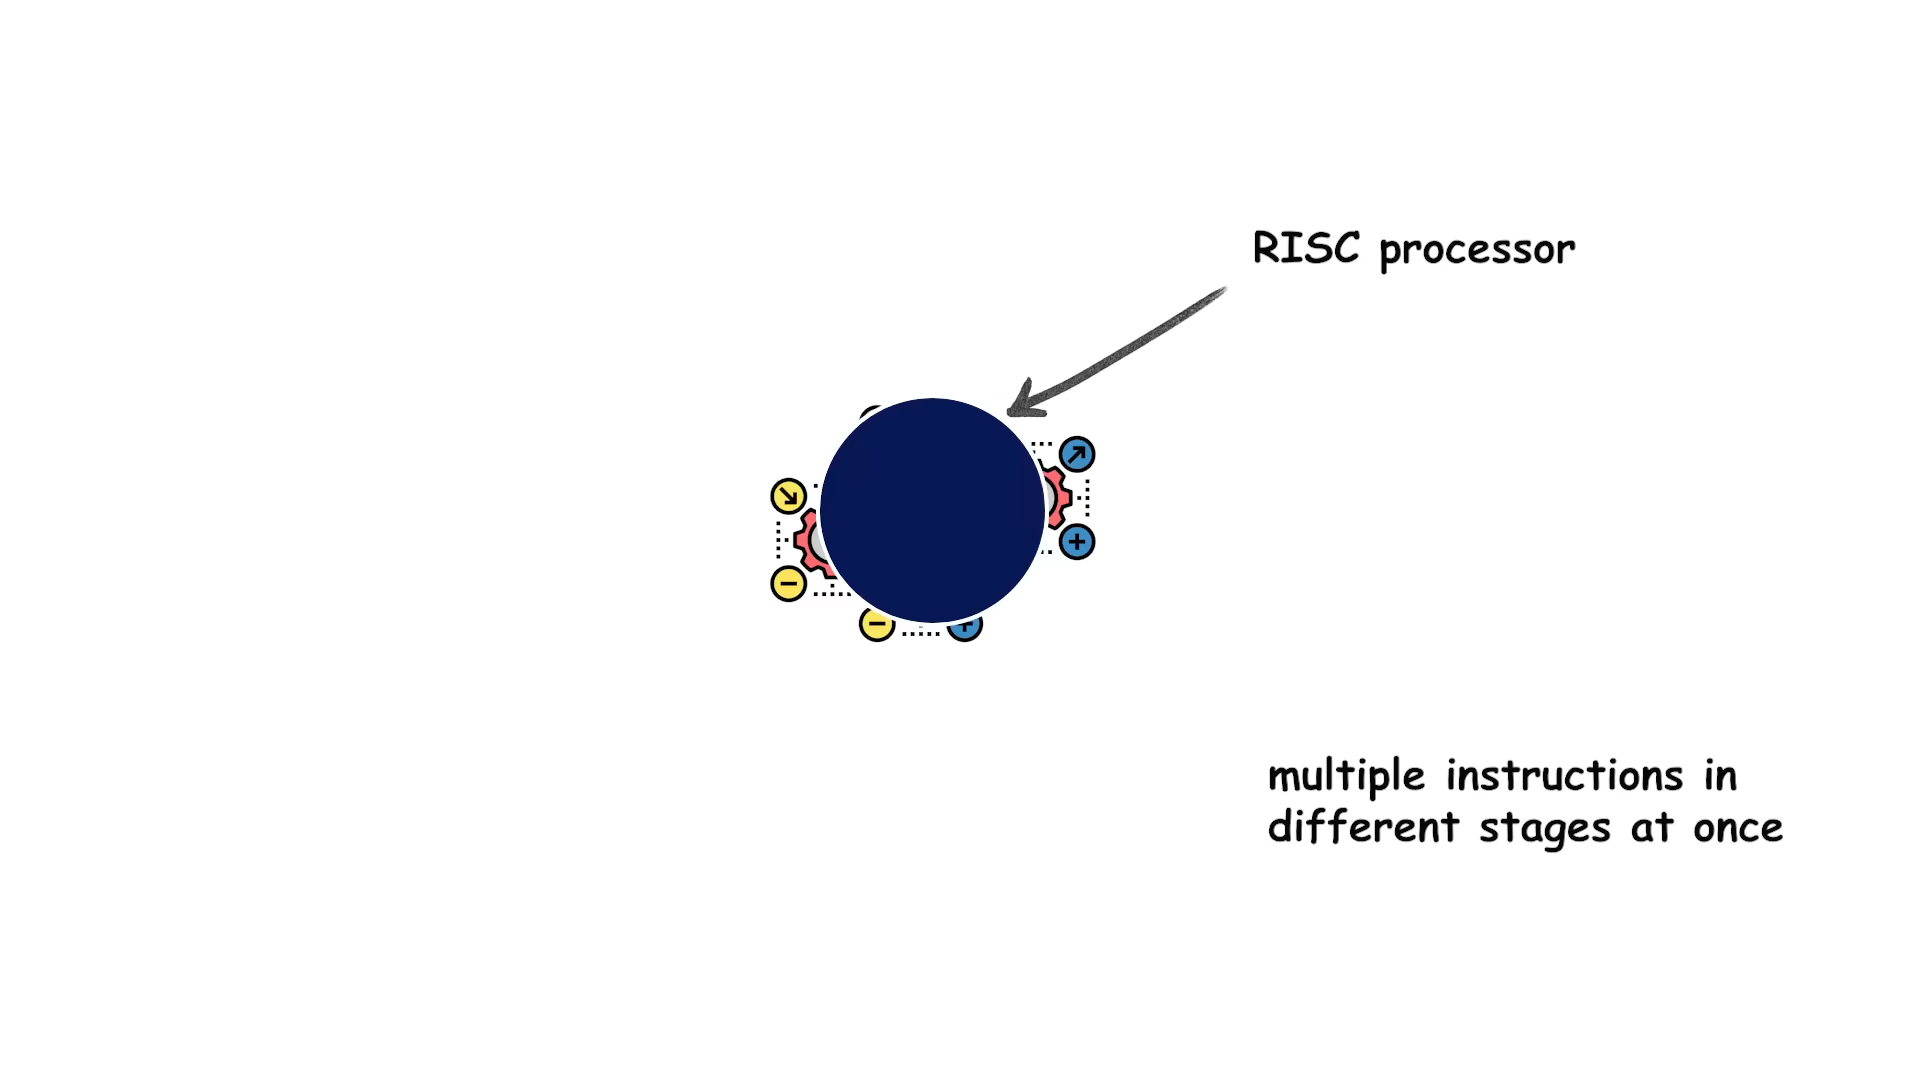 RISC processor
multiple instructions in
different stages at once